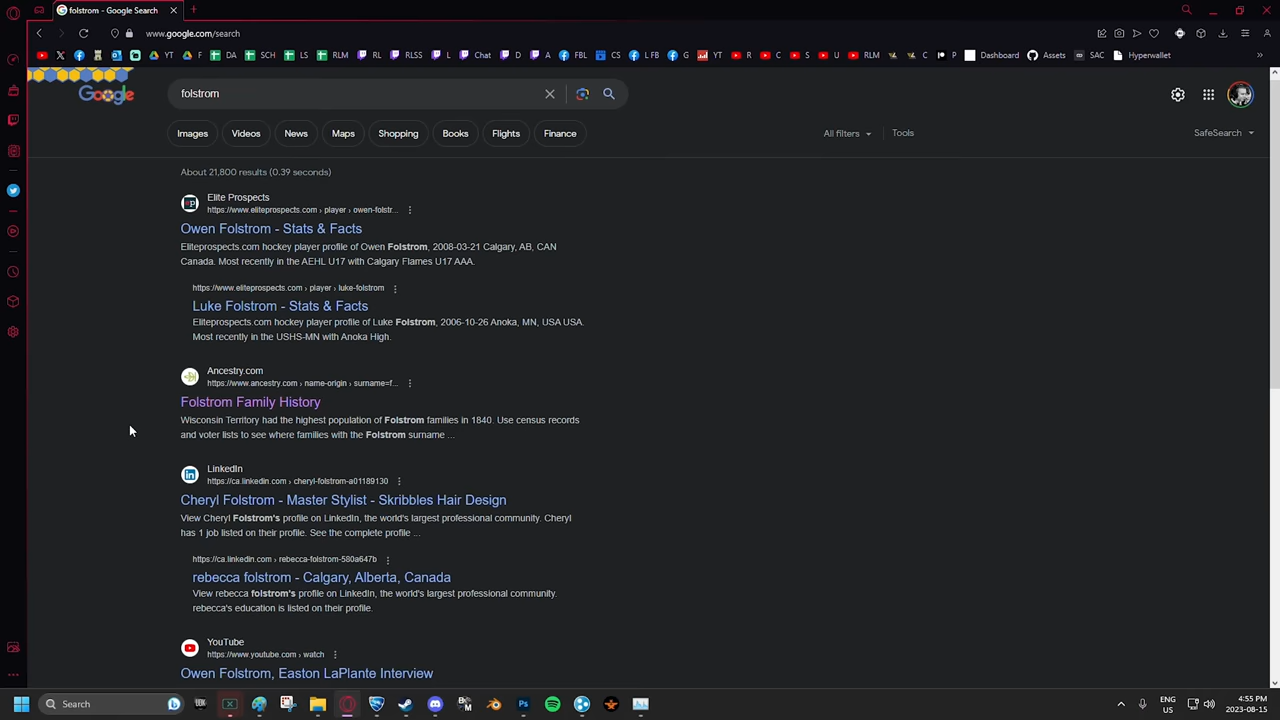 folstrom - Google Search
www.google.com/search
YT
F
DA
SCH
LS
RLM
RL
RLSS
L
Chat
D
A
FBL
CS
L FB
G
YT
R
C
S
U
RLM
C
A
P
Dashboard
Assets
SAC
Hyperwallet
Google
folstrom
Images
Videos
News
Maps
Shopping
Books
Flights
Finance
All filters
Tools
SafeSearch
About 21,800 results (0.39 seconds)
Elite Prospects
https://www.eliteprospects.com › player › owen-folstr...
Owen Folstrom - Stats & Facts
Eliteprospects.com hockey player profile of Owen Folstrom, 2008-03-21 Calgary, AB, CAN
Canada. Most recently in the AEHL U17 with Calgary Flames U17 AAA.
https://www.eliteprospects.com › player › luke-folstrom
Luke Folstrom - Stats & Facts
Eliteprospects.com hockey player profile of Luke Folstrom, 2006-10-26 Anoka, MN, USA USA.
Most recently in the USHS-MN with Anoka High.
Ancestry.com
https://www.ancestry.com › name-origin › surname=f...
Folstrom Family History
Wisconsin Territory had the highest population of Folstrom families in 1840. Use census records
and voter lists to see where families with the Folstrom surname ...
LinkedIn
https://ca.linkedin.com › cheryl-folstrom-a01189130
Cheryl Folstrom - Master Stylist - Skribbles Hair Design
View Cheryl Folstrom's profile on LinkedIn, the world's largest professional community. Cheryl
has 1 job listed on their profile. See the complete profile ...
https://ca.linkedin.com › rebecca-folstrom-580a647b
rebecca folstrom - Calgary, Alberta, Canada
View rebecca folstrom's profile on LinkedIn, the world's largest professional community.
rebecca's education is listed on their profile.
YouTube
https://www.youtube.com › watch
Owen Folstrom, Easton LaPlante Interview
Search
ENG
US
4:55 PM
2023-08-15